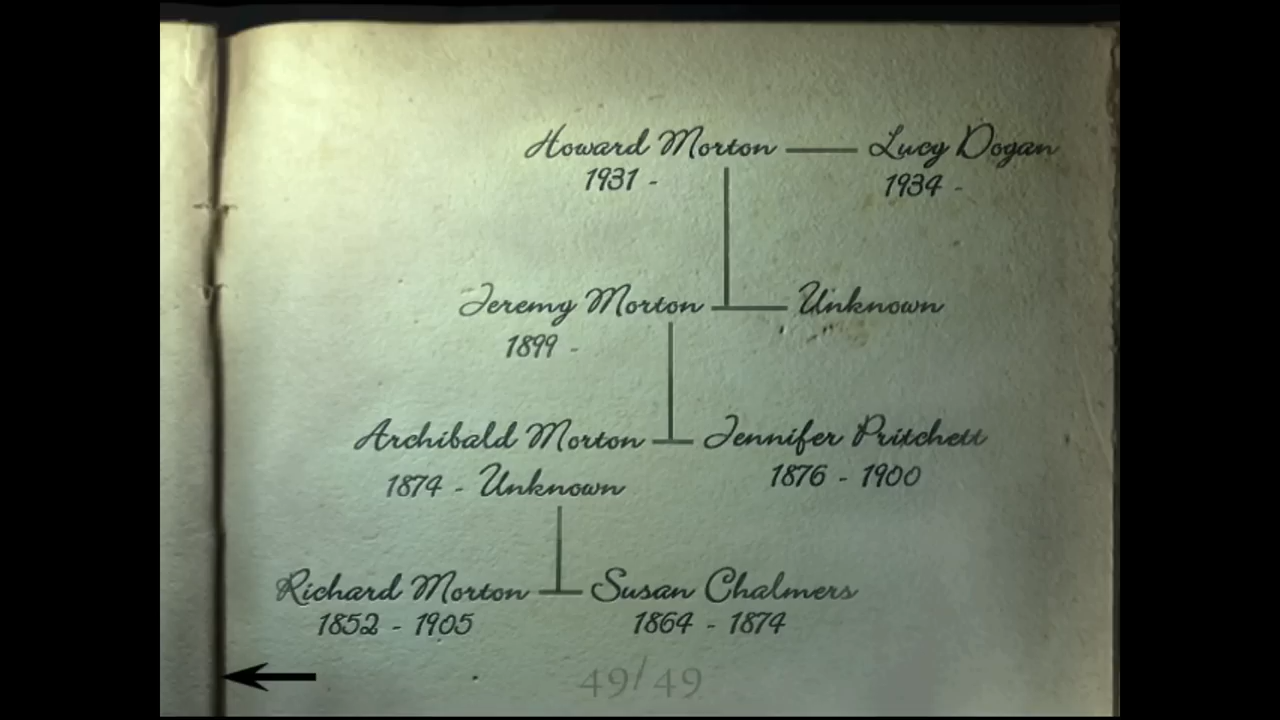 Howard Morton Lucy Dogan
1931 - 1934 -
Jeremy Morton Unknown
1899 -
Archibald Morton Jennifer Pritchett
1874 - Unknown 1876 - 1900
Richard Morton Susan Chalmers
1852 - 1905 1864 - 1874
49/49